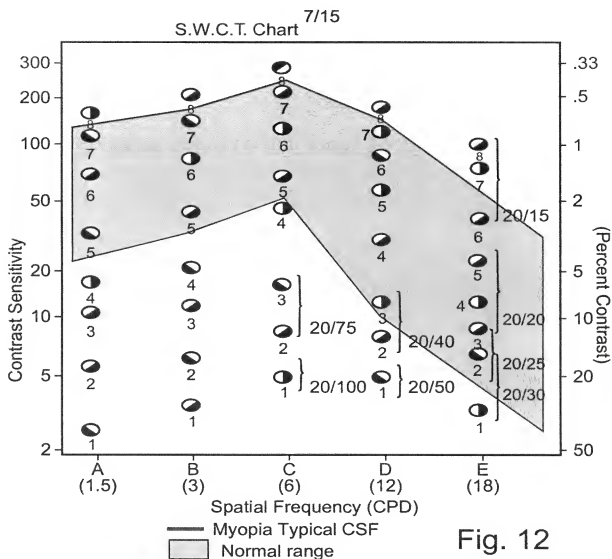 7/15
S.W.C.T. Chart
Contrast Sensitivity
(Percent Contrast)
300 .33
200 .5
100 1
50 2
20 5
10 10
5 20
2 50
8 8 8 8 8
7 7 7 7 7
6 6 6 6 6
5 5 5 5 5
4 4 4 4 4
3 3 3 3 3
2 2 2 2 2
1 1 1 1 1
20/15
20/75 20/40 20/20
20/25
20/100 20/50 20/30
A B C D E
(1.5) (3) (6) (12) (18)
Spatial Frequency (CPD)
Myopia Typical CSF
Normal range
Fig. 12